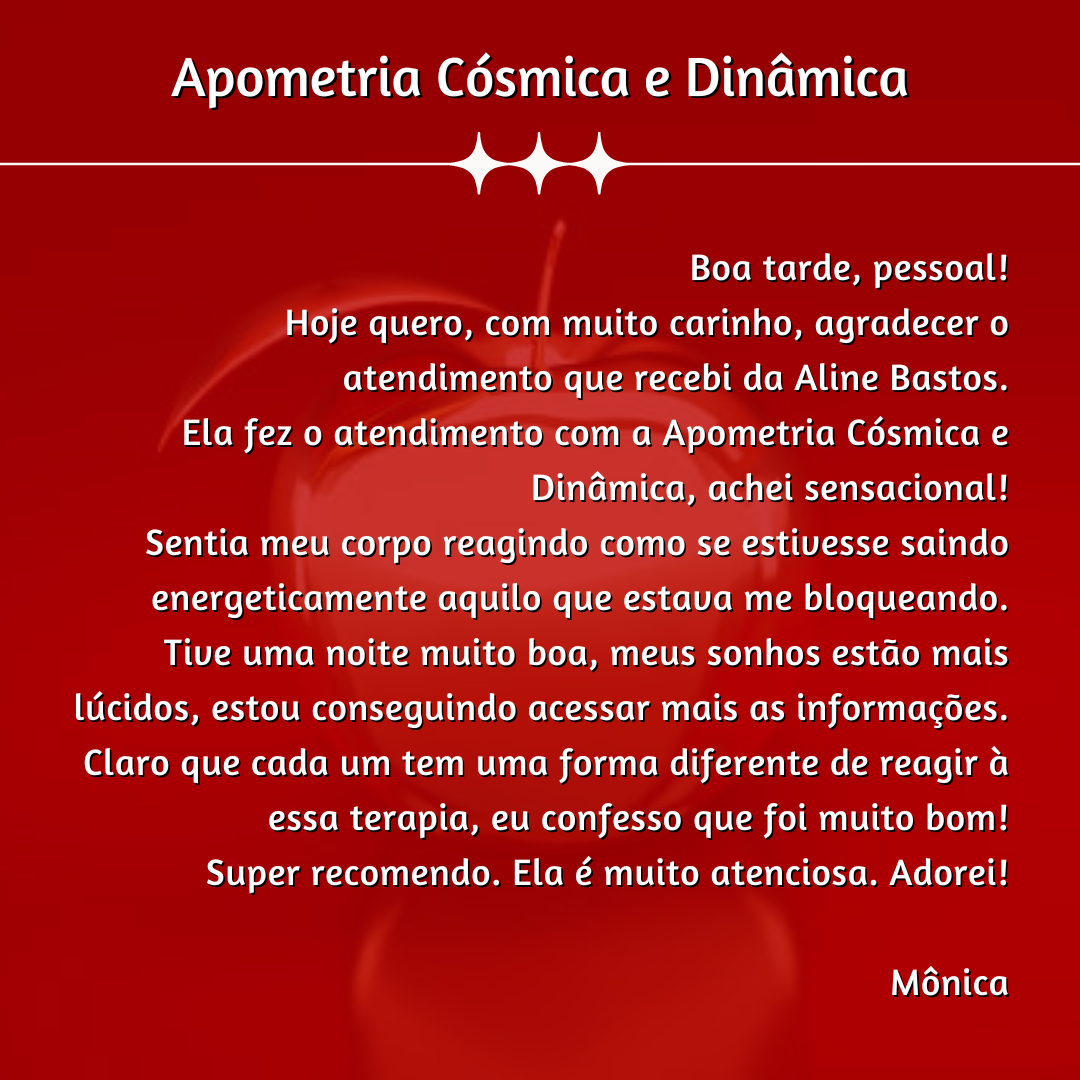 Apometria Cósmica e Dinâmica
Boa tarde, pessoal!
Hoje quero, com muito carinho, agradecer o
atendimento que recebi da Aline Bastos.
Ela fez o atendimento com a Apometria Cósmica e
Dinâmica, achei sensacional!
Sentia meu corpo reagindo como se estivesse saindo
energeticamente aquilo que estava me bloqueando.
Tive uma noite muito boa, meus sonhos estão mais
lúcidos, estou conseguindo acessar mais as informações.
Claro que cada um tem uma forma diferente de reagir à
essa terapia, eu confesso que foi muito bom!
Super recomendo. Ela é muito atenciosa. Adorei!
Mônica